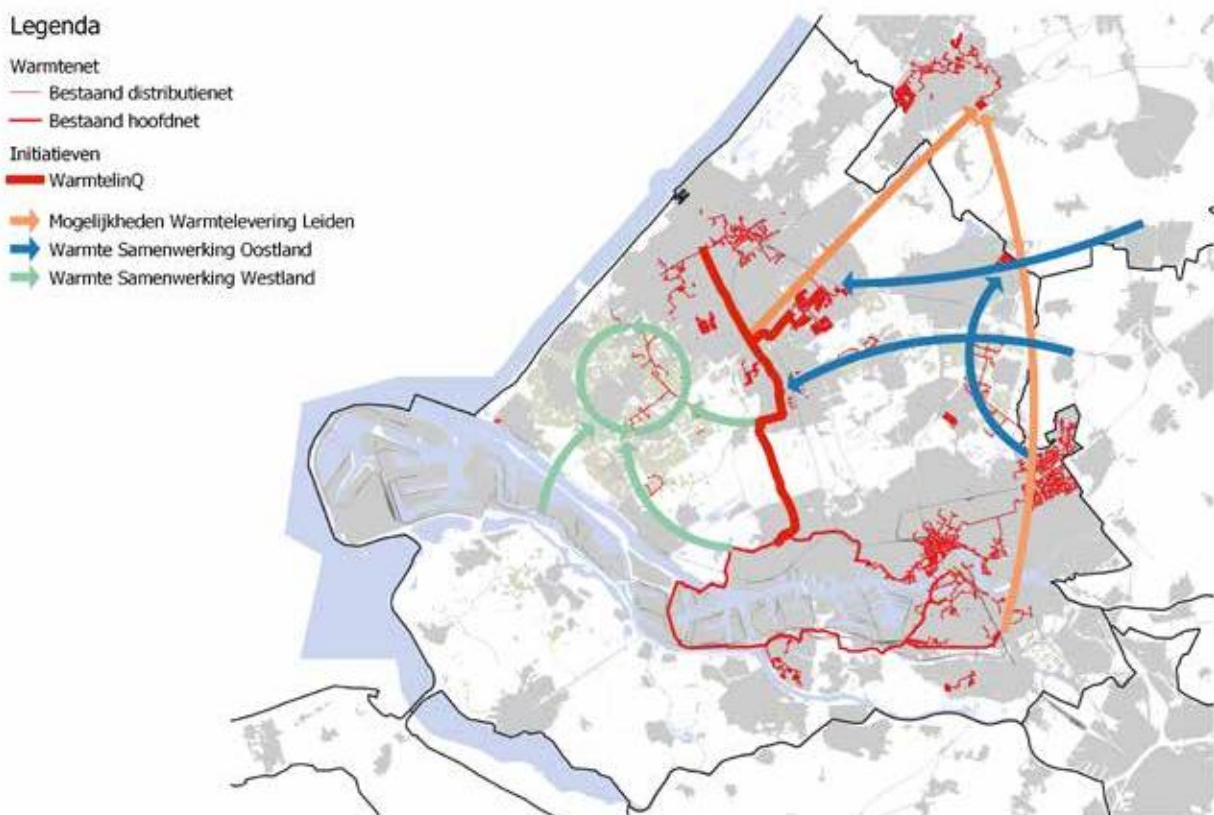 Legenda
Warmtenet
Bestaand distributienet
Bestaand hoofdnet
Initiatieven
WarmtelinQ
Mogelijkheden Warmtelevering Leiden
Warmte Samenwerking Oostland
Warmte Samenwerking Westland